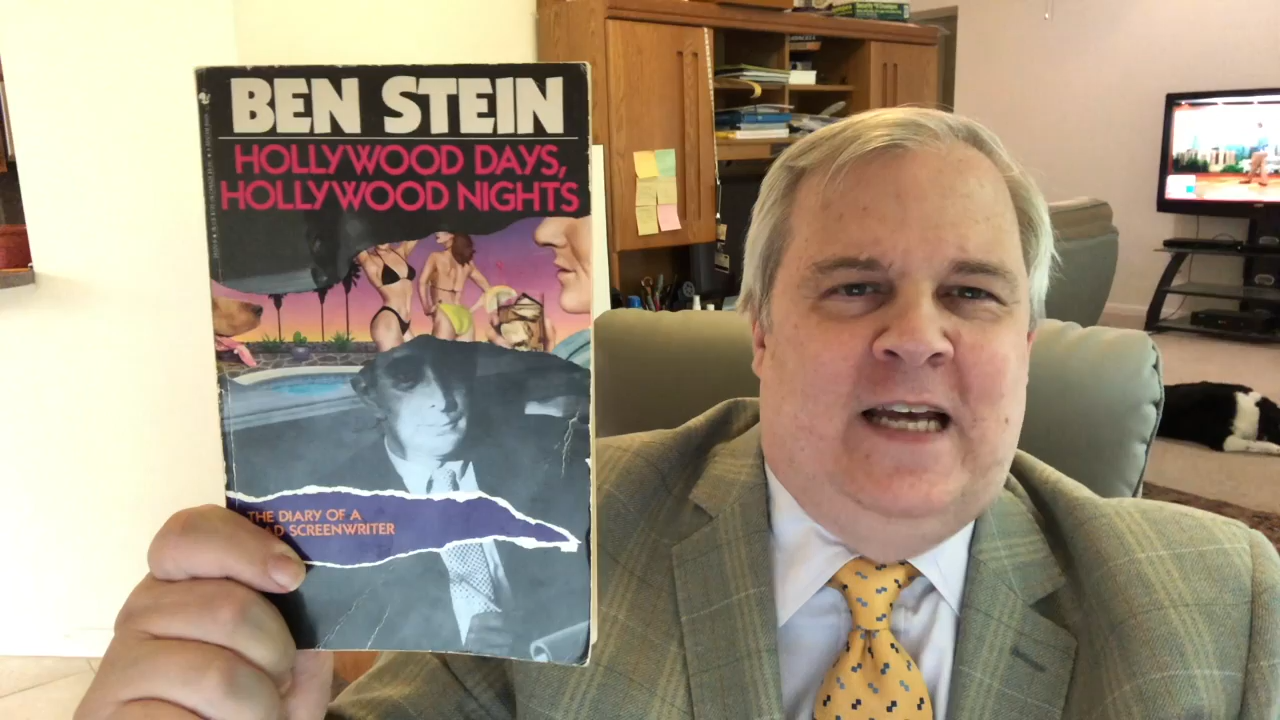 BEN STEIN
HOLLYWOOD DAYS,
HOLLYWOOD NIGHTS
THE DIARY OF A
SCREENWRITER